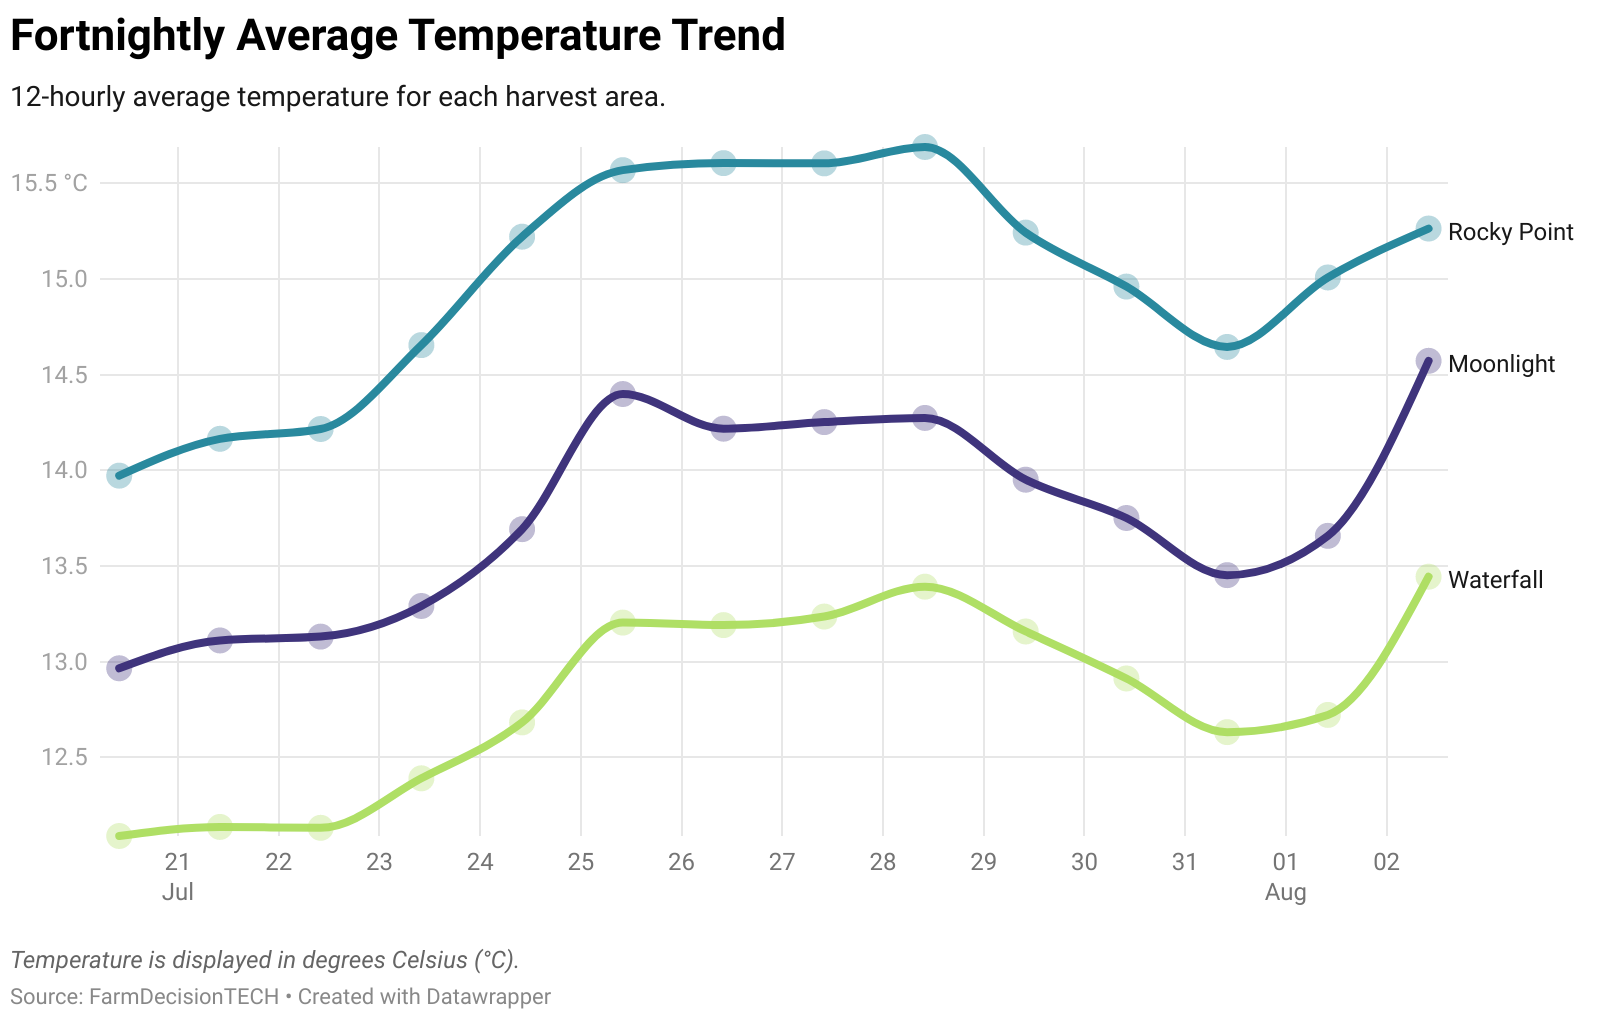 Fortnightly Average Temperature Trend
12-hourly average temperature for each harvest area.
15.5 °C
15.0
14.5
14.0
13.5
13.0
12.5
Rocky Point
Moonlight
Waterfall
21 22 23 24 25 26 27 28 29 30 31 01 02
Jul Aug
Temperature is displayed in degrees Celsius (°C).
Source: FarmDecisionTECH • Created with Datawrapper